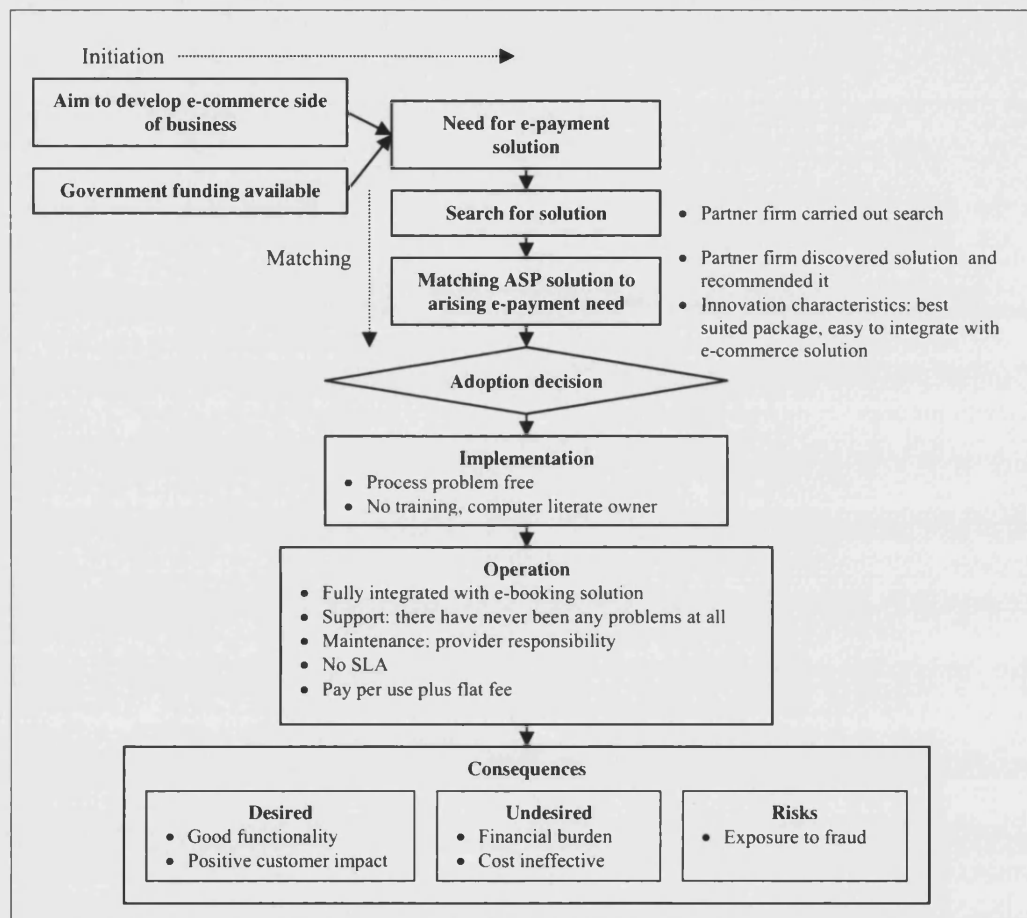 Initiation
Aim to develop e-commerce side
of business
Government funding available
Need for e-payment
solution
Search for solution
• Partner firm carried out search
Matching
Matching ASP solution to
arising e-payment need
• Partner firm discovered solution and
recommended it
• Innovation characteristics: best
suited package, easy to integrate with
e-commerce solution
Adoption decision
Implementation
• Process problem free
• No training, computer literate owner
Operation
• Fully integrated with e-booking solution
• Support: there have never been any problems at all
• Maintenance: provider responsibility
• No SLA
• Pay per use plus flat fee
Consequences
Desired
• Good functionality
• Positive customer impact
Undesired
• Financial burden
• Cost ineffective
Risks
• Exposure to fraud